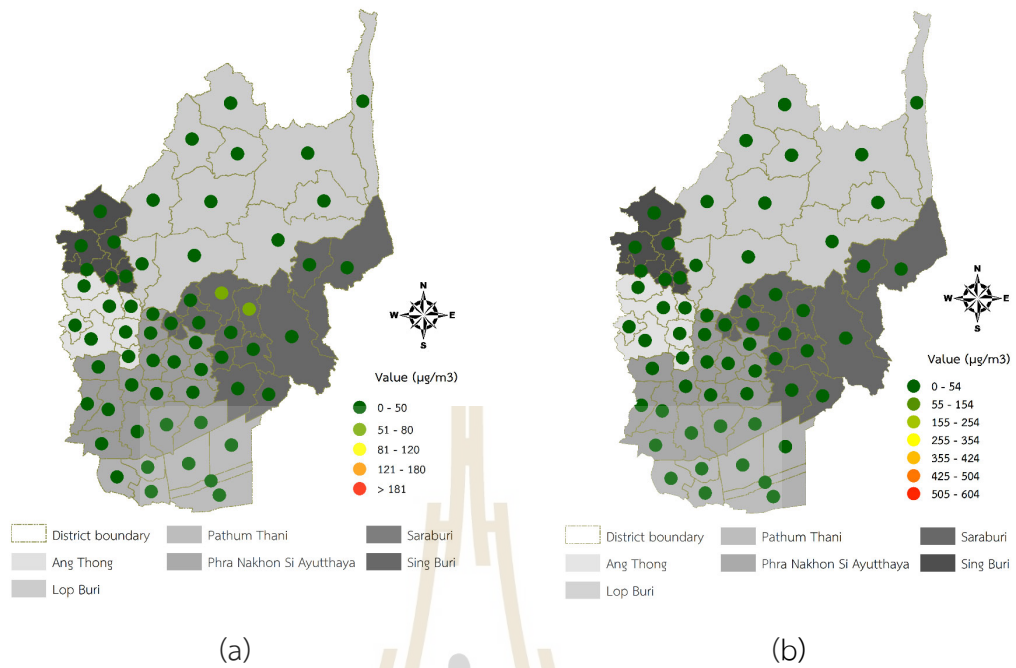 N
W E
S
Value (µg/m3)
0 - 50
51 - 80
81 - 120
121 - 180
> 181
District boundary
Pathum Thani
Saraburi
Ang Thong
Phra Nakhon Si Ayutthaya
Sing Buri
Lop Buri
(a)
N
W E
S
Value (µg/m3)
0 - 54
55 - 154
155 - 254
255 - 354
355 - 424
425 - 504
505 - 604
District boundary
Pathum Thani
Saraburi
Ang Thong
Phra Nakhon Si Ayutthaya
Sing Buri
Lop Buri
(b)